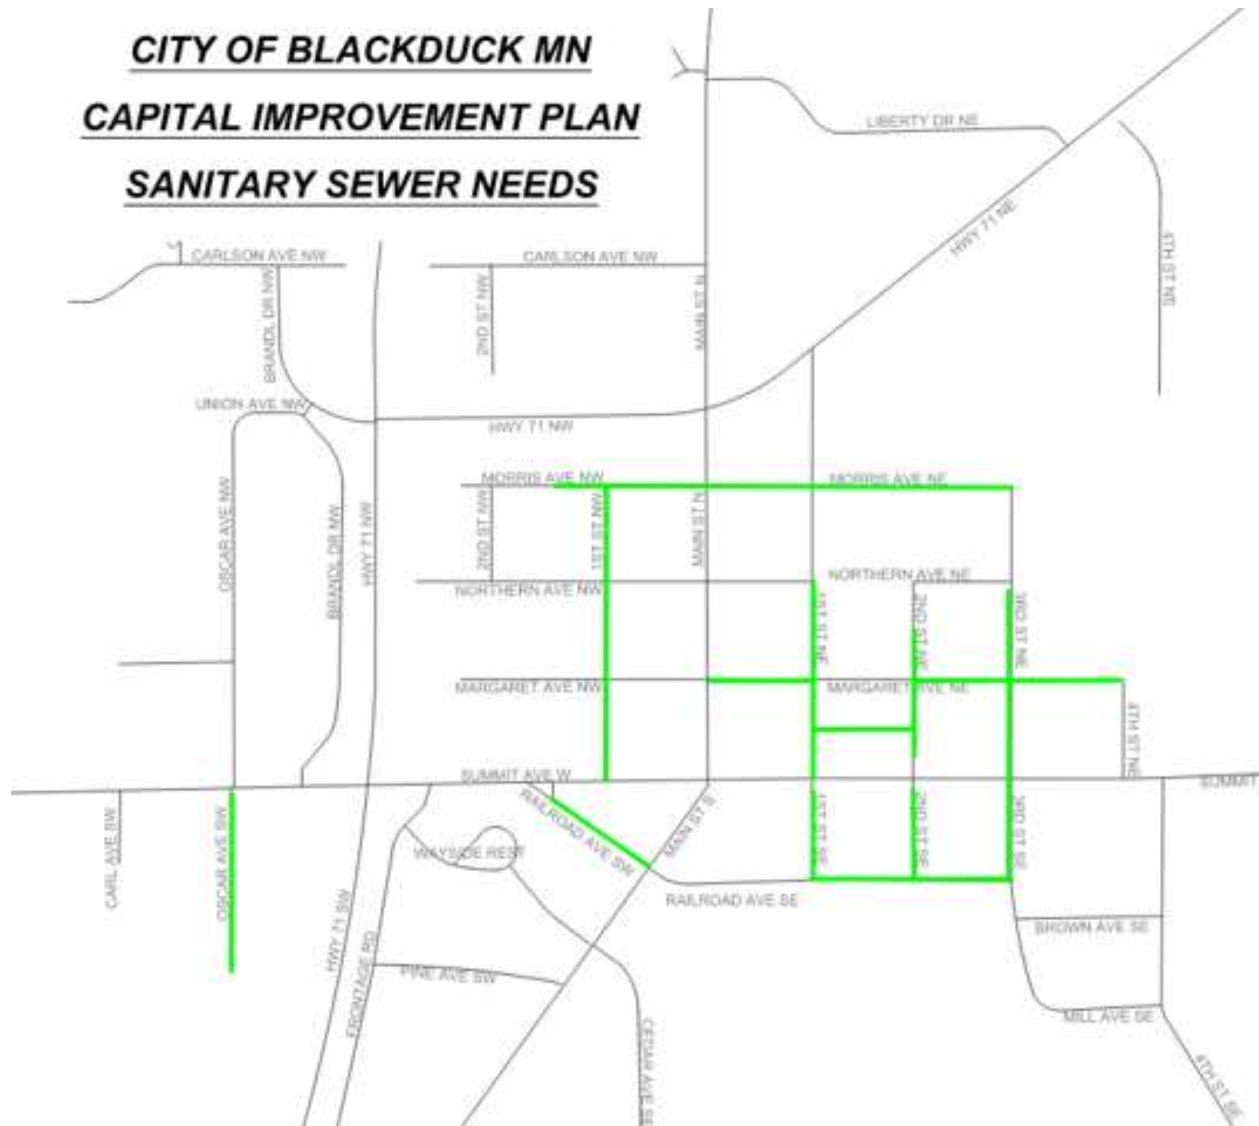 CITY OF BLACKDUCK MN
CAPITAL IMPROVEMENT PLAN
SANITARY SEWER NEEDS
LIBERTY DR NE
HWY 71 NE
4TH ST NE
CARLSON AVE NW
CARLSON AVE NW
BRANDL DR NW
2ND ST NW
MAIN ST N
UNION AVE NW
HWY 71 NW
MORRIS AVE NW
MORRIS AVE NE
OSCAR AVE NW
BRANDL DR NW
HWY 71 NW
2ND ST NW
1ST ST NW
MAIN ST N
NORTHERN AVE NW
NORTHERN AVE NE
1ST ST NE
2ND ST NE
3RD ST NE
MARGARET AVE NW
MARGARET AVE NE
4TH ST NE
SUMMIT AVE W
SUMMIT
CARL AVE SW
OSCAR AVE SW
RAILROAD AVE SW
MAIN ST S
1ST ST SE
2ND ST SE
3RD ST SE
WAYSIDE REST
RAILROAD AVE SE
HWY 71 SW
FRONTAGE RD
PINE AVE SW
BROWN AVE SE
MILL AVE SE
CEDAR AVE SE
4TH ST SE